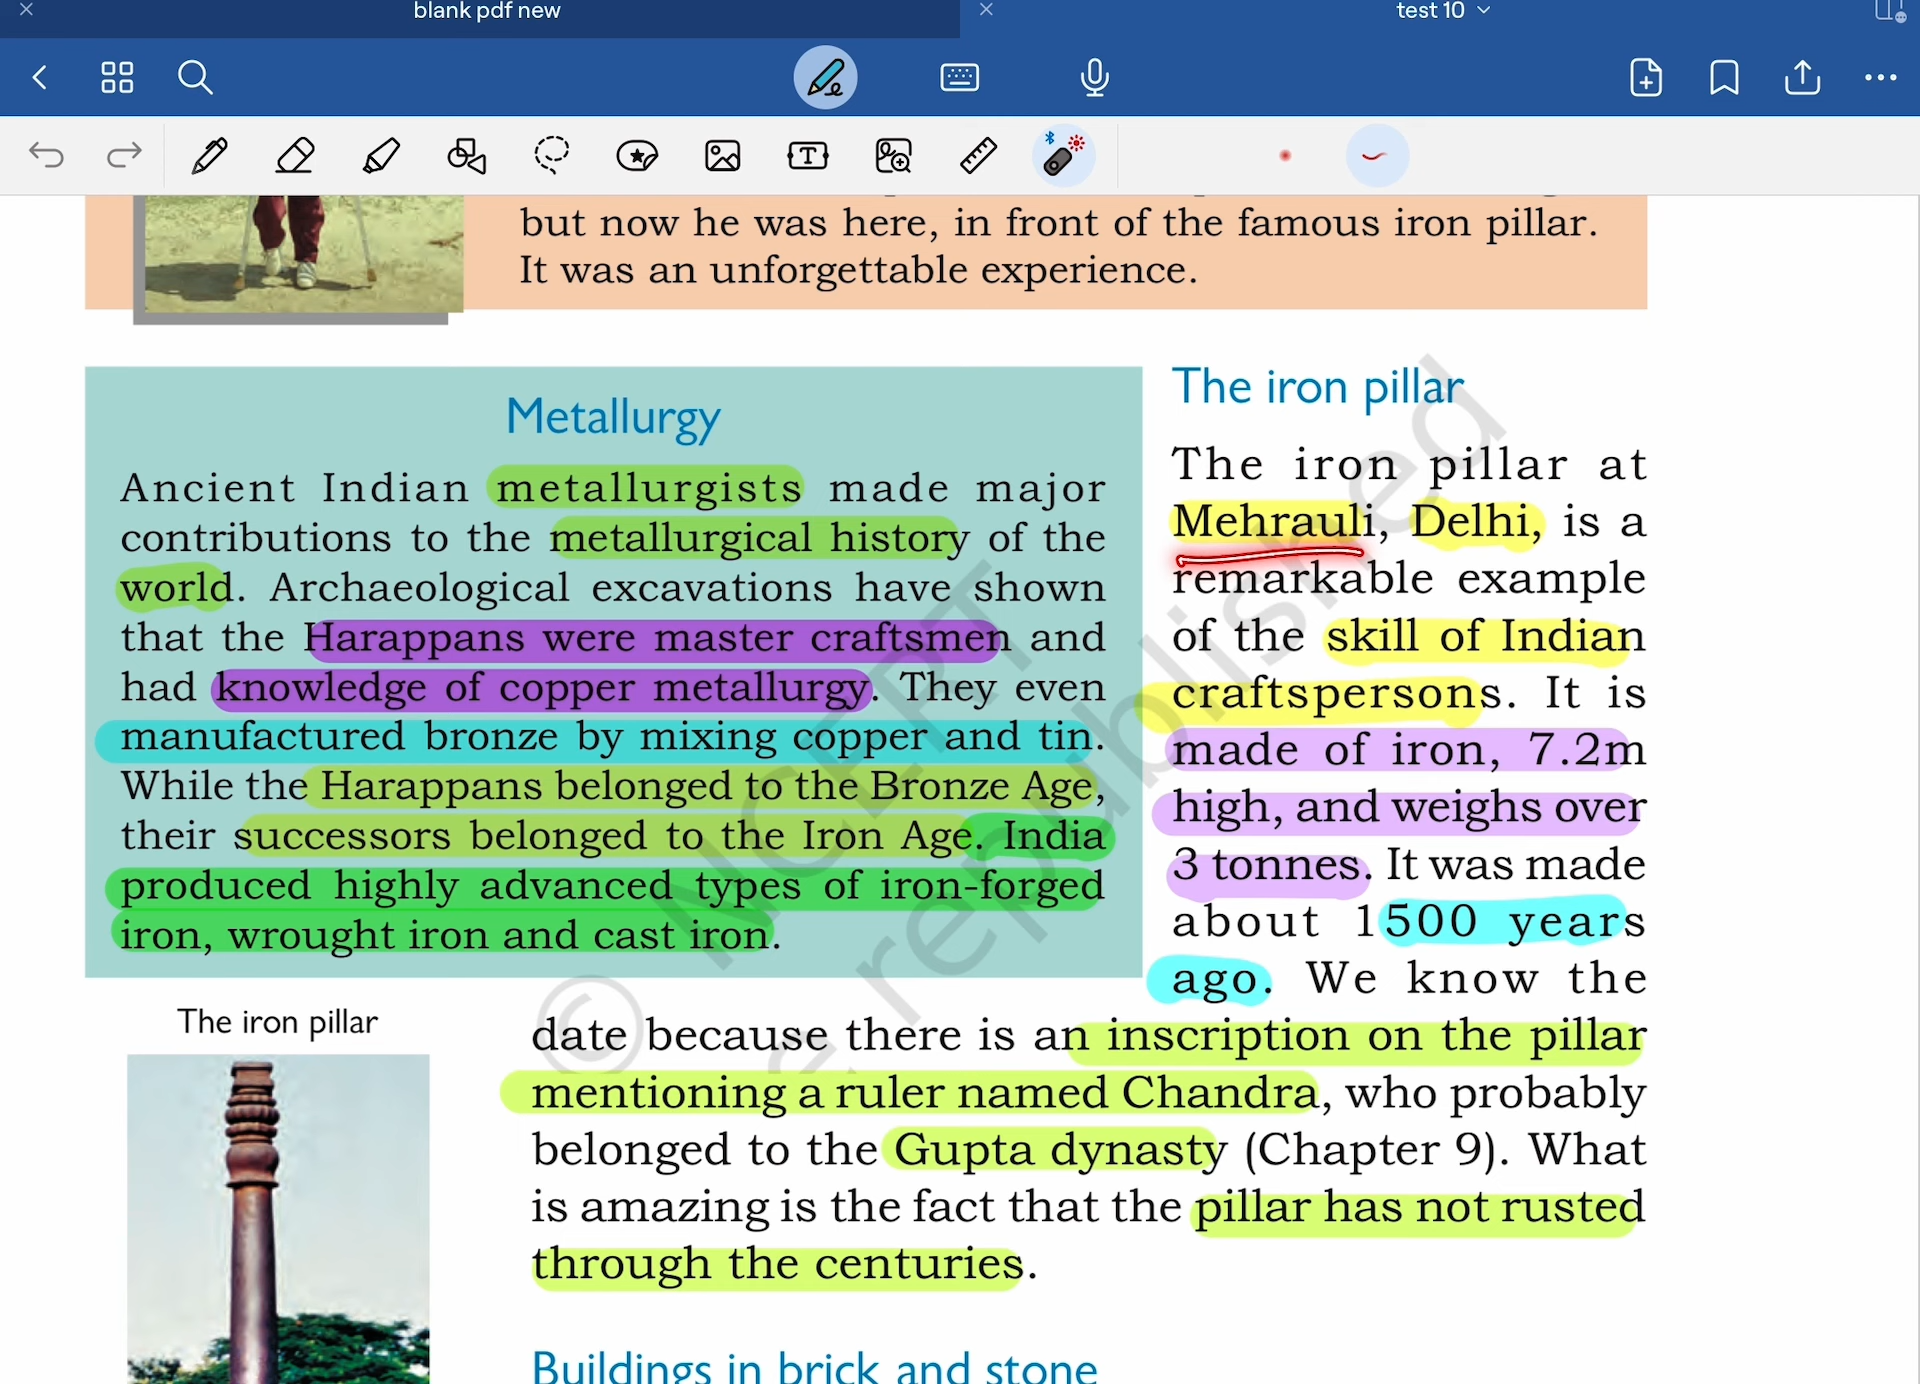 blank pdf new
test 10
but now he was here, in front of the famous iron pillar.
It was an unforgettable experience.
Metallurgy
Ancient Indian metallurgists made major
contributions to the metallurgical history of the
world. Archaeological excavations have shown
that the Harappans were master craftsmen and
had knowledge of copper metallurgy. They even
manufactured bronze by mixing copper and tin.
While the Harappans belonged to the Bronze Age,
their successors belonged to the Iron Age. India
produced highly advanced types of iron-forged
iron, wrought iron and cast iron.
The iron pillar
The iron pillar at
Mehrauli, Delhi, is a
remarkable example
of the skill of Indian
craftspersons. It is
made of iron, 7.2m
high, and weighs over
3 tonnes. It was made
about 1500 years
ago. We know the
date because there is an inscription on the pillar
mentioning a ruler named Chandra, who probably
belonged to the Gupta dynasty (Chapter 9). What
is amazing is the fact that the pillar has not rusted
through the centuries.
The iron pillar
Buildings in brick and stone
© NCERT
republished